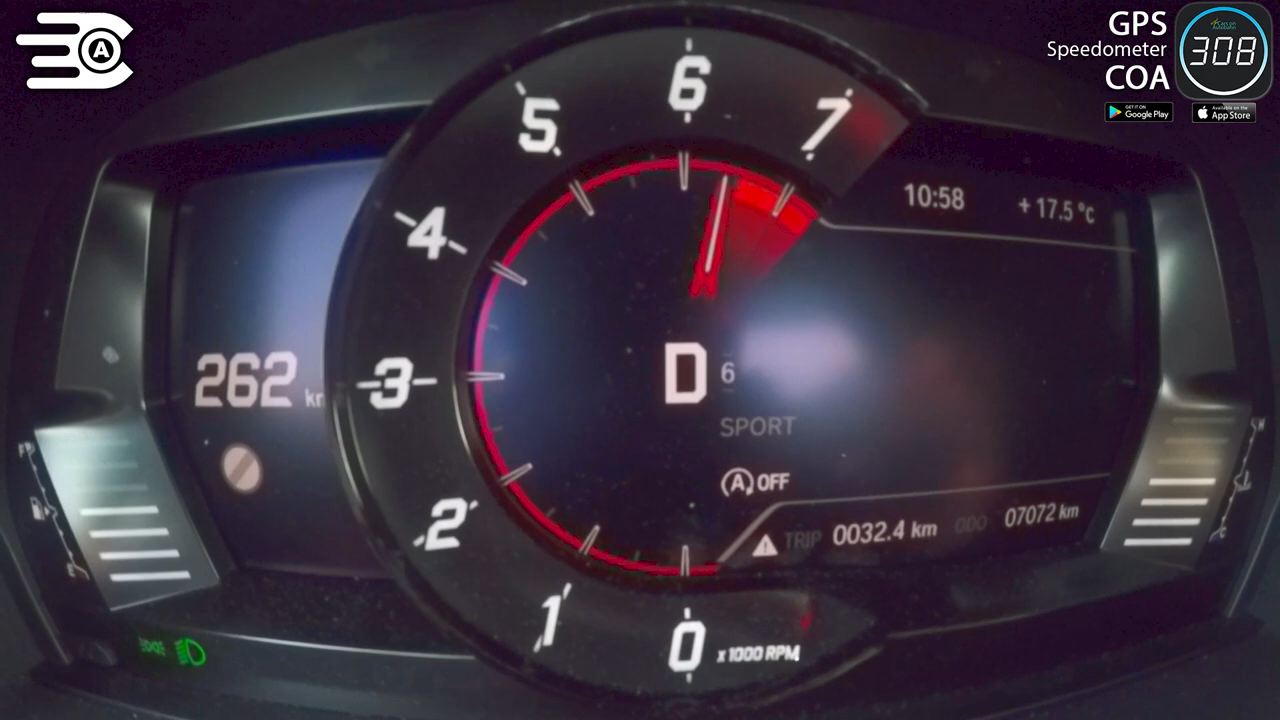 A
GPS
Speedometer
COA
308
GET IT ON
Google Play
Available on the
App Store
6
5
7
4
10:58
+ 17.5 °c
262
3
D
6
SPORT
A OFF
2
TRIP 0032.4 km
07072 km
1
0
x 1000 RPM